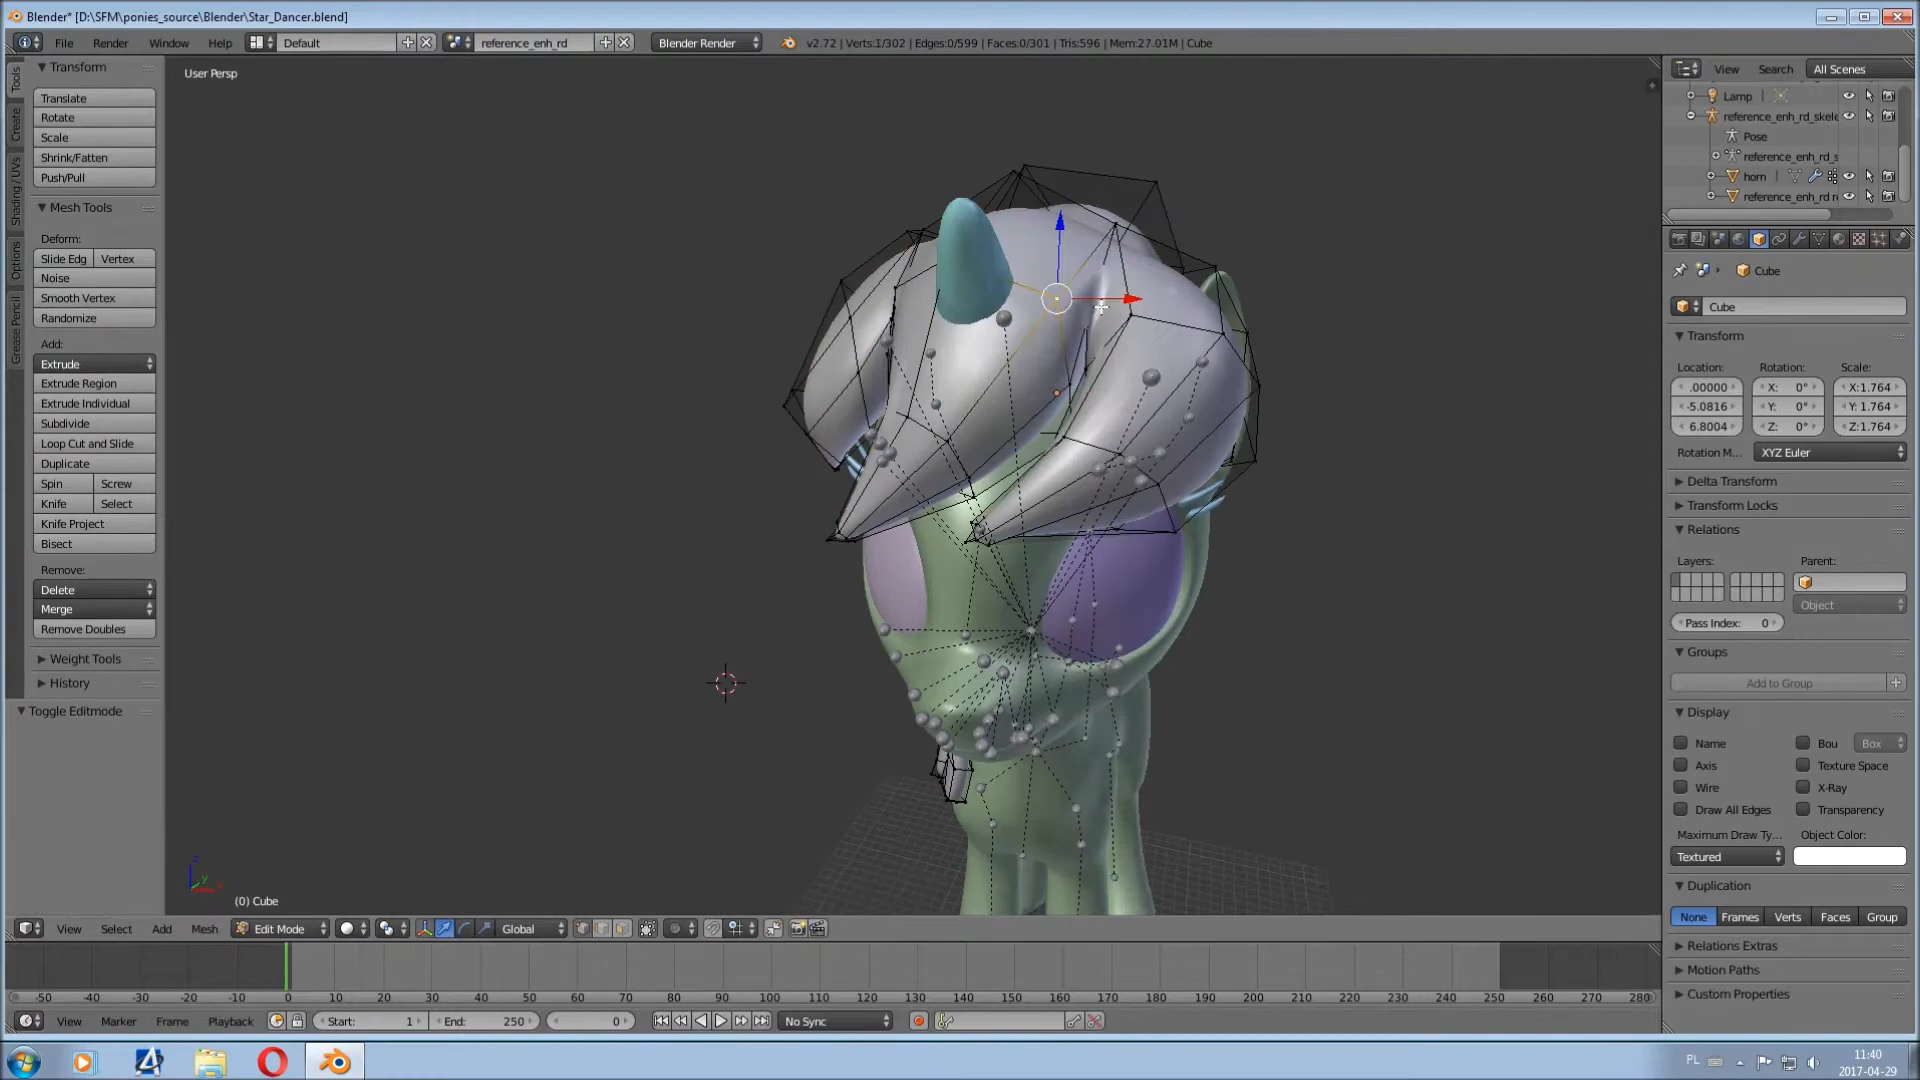 Blender* [D:\SFM\ponies_source\Blender\Star_Dancer.blend]
File Render Window Help Default reference_enh_rd Blender Render v2.72 | Verts:1/302 | Edges:0/599 | Faces:0/301 | Tris:596 | Mem:27.01M | Cube
Tools
Create
Shading / UVs
Options
Grease Pencil
Transform
Translate
Rotate
Scale
Shrink/Fatten
Push/Pull
Mesh Tools
Deform:
Slide Edg Vertex
Noise
Smooth Vertex
Randomize
Add:
Extrude
Extrude Region
Extrude Individual
Subdivide
Loop Cut and Slide
Duplicate
Spin Screw
Knife Select
Knife Project
Bisect
Remove:
Delete
Merge
Remove Doubles
Weight Tools
History
Toggle Editmode
User Persp
(0) Cube
View Select Add Mesh Edit Mode Global
View Search All Scenes
Lamp
reference_enh_rd_skele
Pose
reference_enh_rd_s
horn
reference_enh_rd r
Cube
Cube
Transform
Location: Rotation: Scale:
.00000 X: 0° X:1.764
-5.0816 Y: 0° Y: 1.764
6.8004 Z: 0° Z:1.764
Rotation M... XYZ Euler
Delta Transform
Transform Locks
Relations
Layers: Parent:
Object
Pass Index: 0
Groups
Add to Group
Display
Name Bou Box
Axis Texture Space
Wire X-Ray
Draw All Edges Transparency
Maximum Draw Ty... Object Color:
Textured
Duplication
None Frames Verts Faces Group
Relations Extras
Motion Paths
Custom Properties
-50 -40 -30 -20 -10 0 10 20 30 40 50 60 70 80 90 100 110 120 130 140 150 160 170 180 190 200 210 220 230 240 250 260 270 280
View Marker Frame Playback Start: 1 End: 250 0 No Sync
PL 11:40
2017-04-29